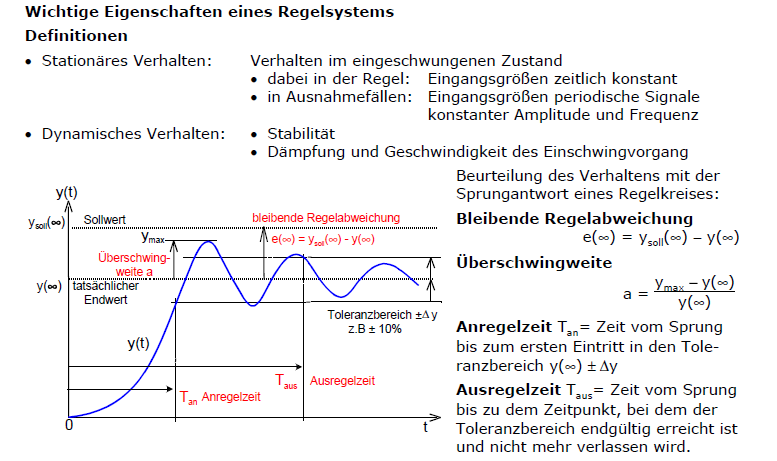 Wichtige Eigenschaften eines Regelsystems
Definitionen
• Stationäres Verhalten: Verhalten im eingeschwungenen Zustand
• dabei in der Regel: Eingangsgrößen zeitlich konstant
• in Ausnahmefällen: Eingangsgrößen periodische Signale
konstanter Amplitude und Frequenz
• Dynamisches Verhalten: • Stabilität
• Dämpfung und Geschwindigkeit des Einschwingvorgang
y(t)
ysoll(∞)
Sollwert
ymax
bleibende Regelabweichung
e(∞) = ysol(∞) - y(∞)
Überschwing-
weite a
y(∞)
tatsächlicher
Endwert
Toleranzbereich ±Δ y
z.B ± 10%
y(t)
Taus Ausregelzeit
Tan Anregelzeit
0
t
Beurteilung des Verhaltens mit der
Sprungantwort eines Regelkreises:
Bleibende Regelabweichung
e(∞) = ysoll(∞) – y(∞)
Überschwingweite
a = (ymax – y(∞)) / y(∞)
Anregelzeit Tan= Zeit vom Sprung
bis zum ersten Eintritt in den Tole-
ranzbereich y(∞) ± Δy
Ausregelzeit Taus= Zeit vom Sprung
bis zu dem Zeitpunkt, bei dem der
Toleranzbereich endgültig erreicht ist
und nicht mehr verlassen wird.